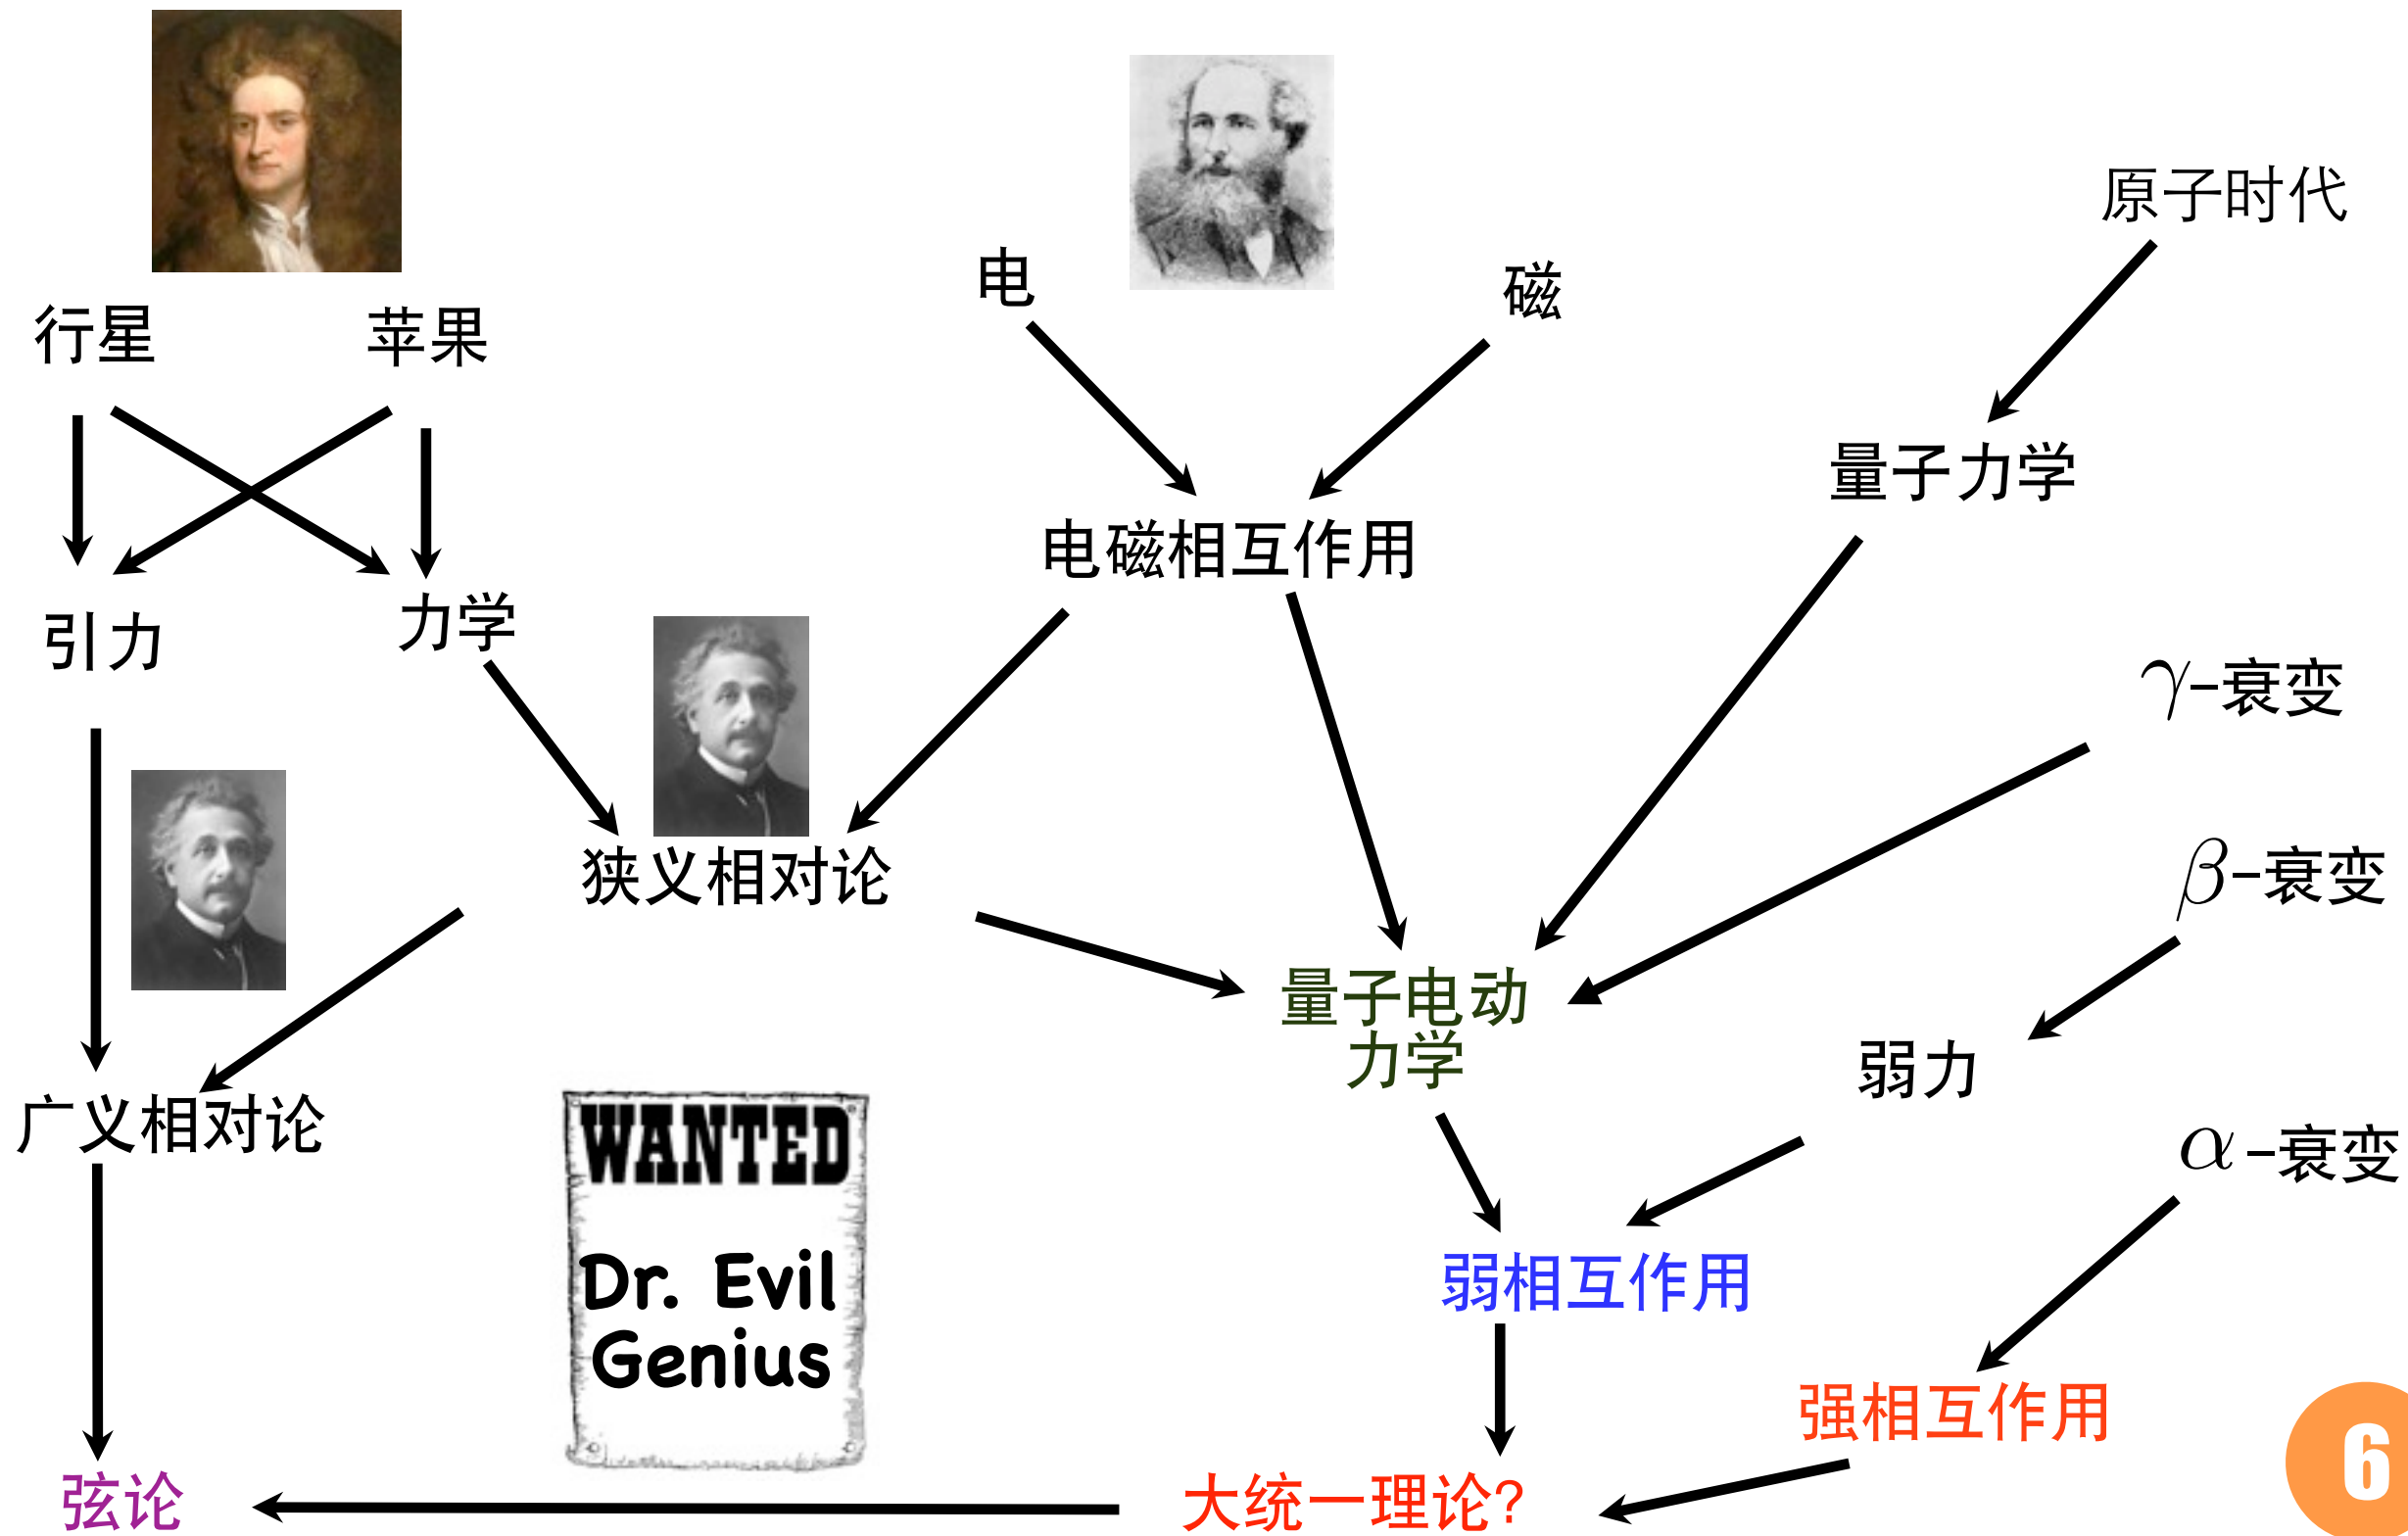 原子时代
电
磁
行星
苹果
量子力学
电磁相互作用
引力
力学
γ-衰变
狭义相对论
β-衰变
量子电动
力学
弱力
广义相对论
α-衰变
WANTED
Dr. Evil
Genius
弱相互作用
强相互作用
弦论
大统一理论?
6